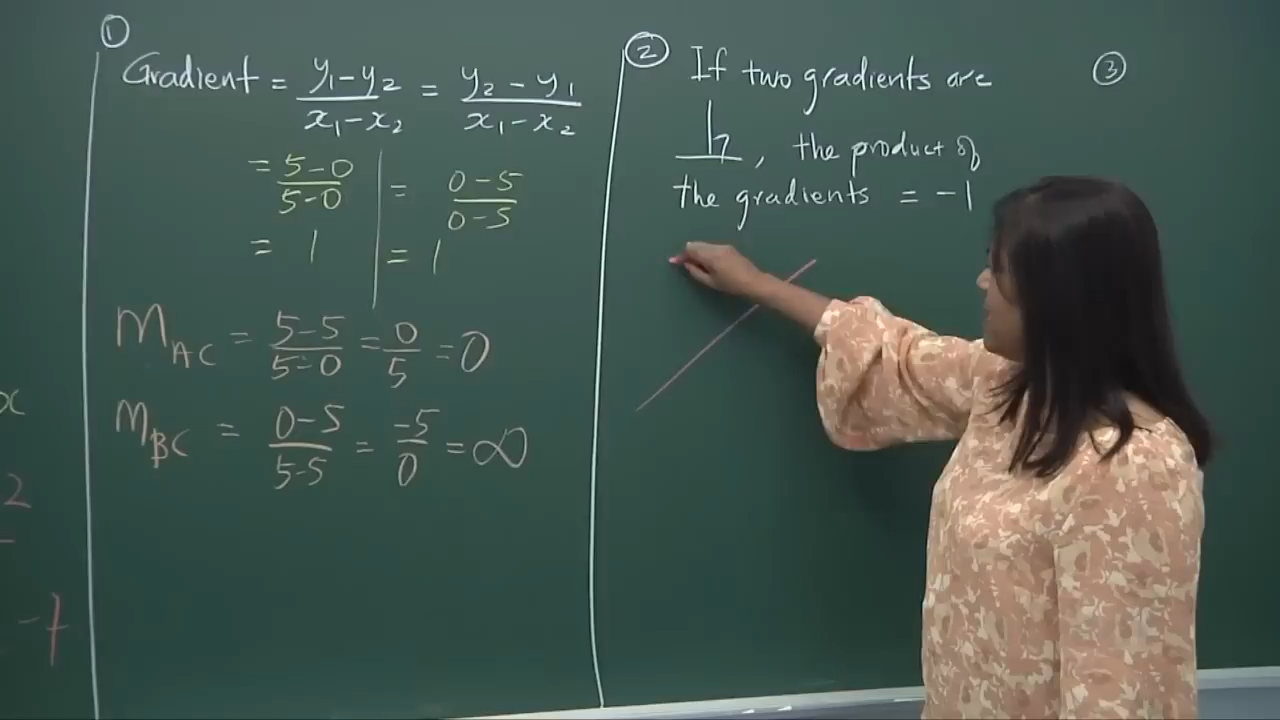 ①
Gradient = y₁-y₂ / x₁-x₂ = y₂-y₁ / x₁-x₂
= 5-0 / 5-0 | = 0-5 / 0-5
= 1 | = 1
m_AC = 5-5 / 5-0 = 0/5 = 0
m_BC = 0-5 / 5-5 = -5/0 = ∞
②
If two gradients are
⊥, the product of
the gradients = -1
③
x
2
-7